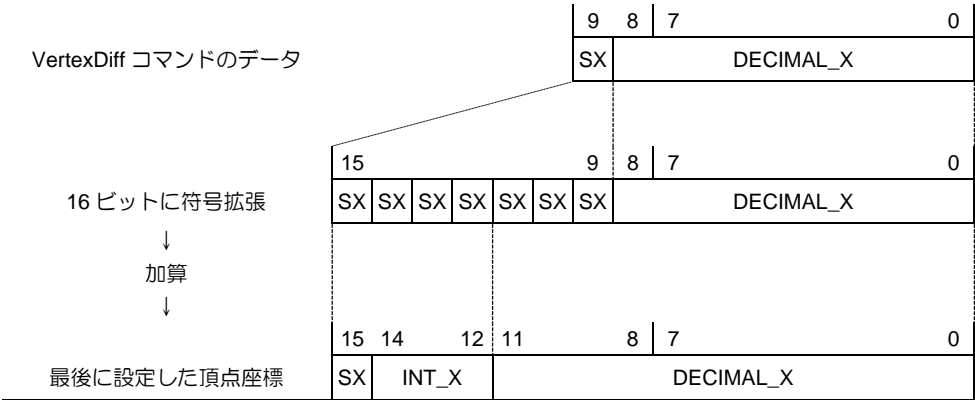 9 8 7 0
VertexDiff コマンドのデータ SX DECIMAL_X
15 9 8 7 0
16 ビットに符号拡張 SX SX SX SX SX SX SX DECIMAL_X
↓
加算
↓
15 14 12 11 8 7 0
最後に設定した頂点座標 SX INT_X DECIMAL_X